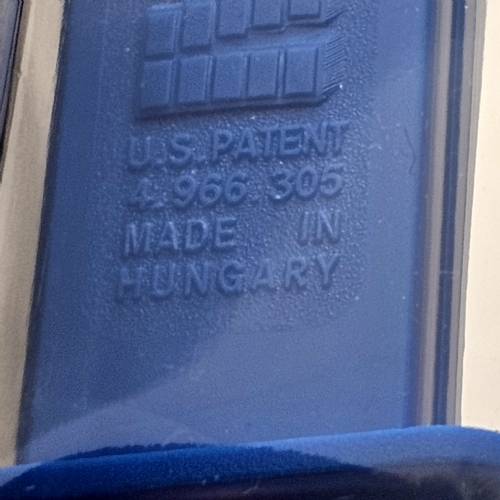 U.S.PATENT
4.966.305
MADE IN
HUNGARY